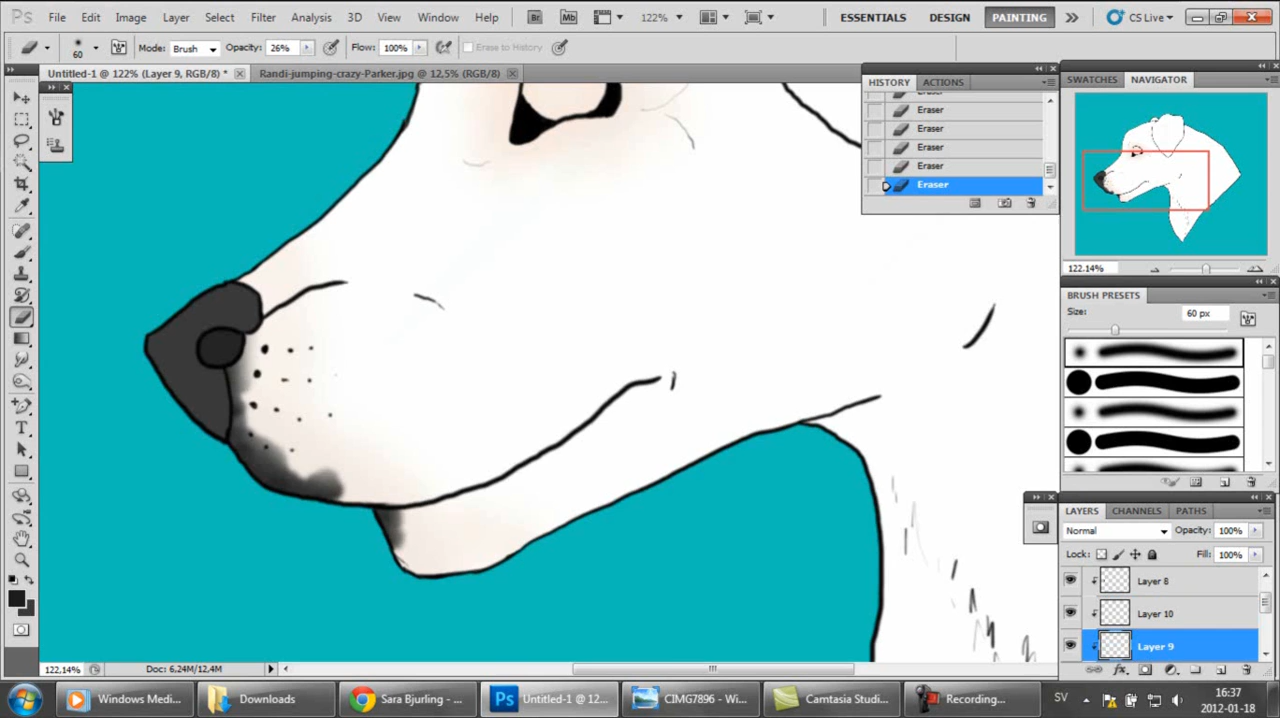 Ps File Edit Image Layer Select Filter Analysis 3D View Window Help Br Mb 122% ESSENTIALS DESIGN PAINTING CS Live
60 Mode: Brush Opacity: 26% Flow: 100% Erase to History
Untitled-1 @ 122% (Layer 9, RGB/8) * Randi-jumping-crazy-Parker.jpg @ 12,5% (RGB/8)
HISTORY ACTIONS
Eraser
Eraser
Eraser
Eraser
Eraser
Eraser
SWATCHES NAVIGATOR
122.14%
BRUSH PRESETS
Size: 60 px
LAYERS CHANNELS PATHS
Normal Opacity: 100%
Lock: Fill: 100%
Layer 8
Layer 10
Layer 9
fx
T
122,14% Doc: 6,24M/12,4M
Windows Medi... Downloads Sara Bjurling - ... Ps Untitled-1 @ 12... CIMG7896 - Wi... Camtasia Studi... Recording... SV 16:37
2012-01-18